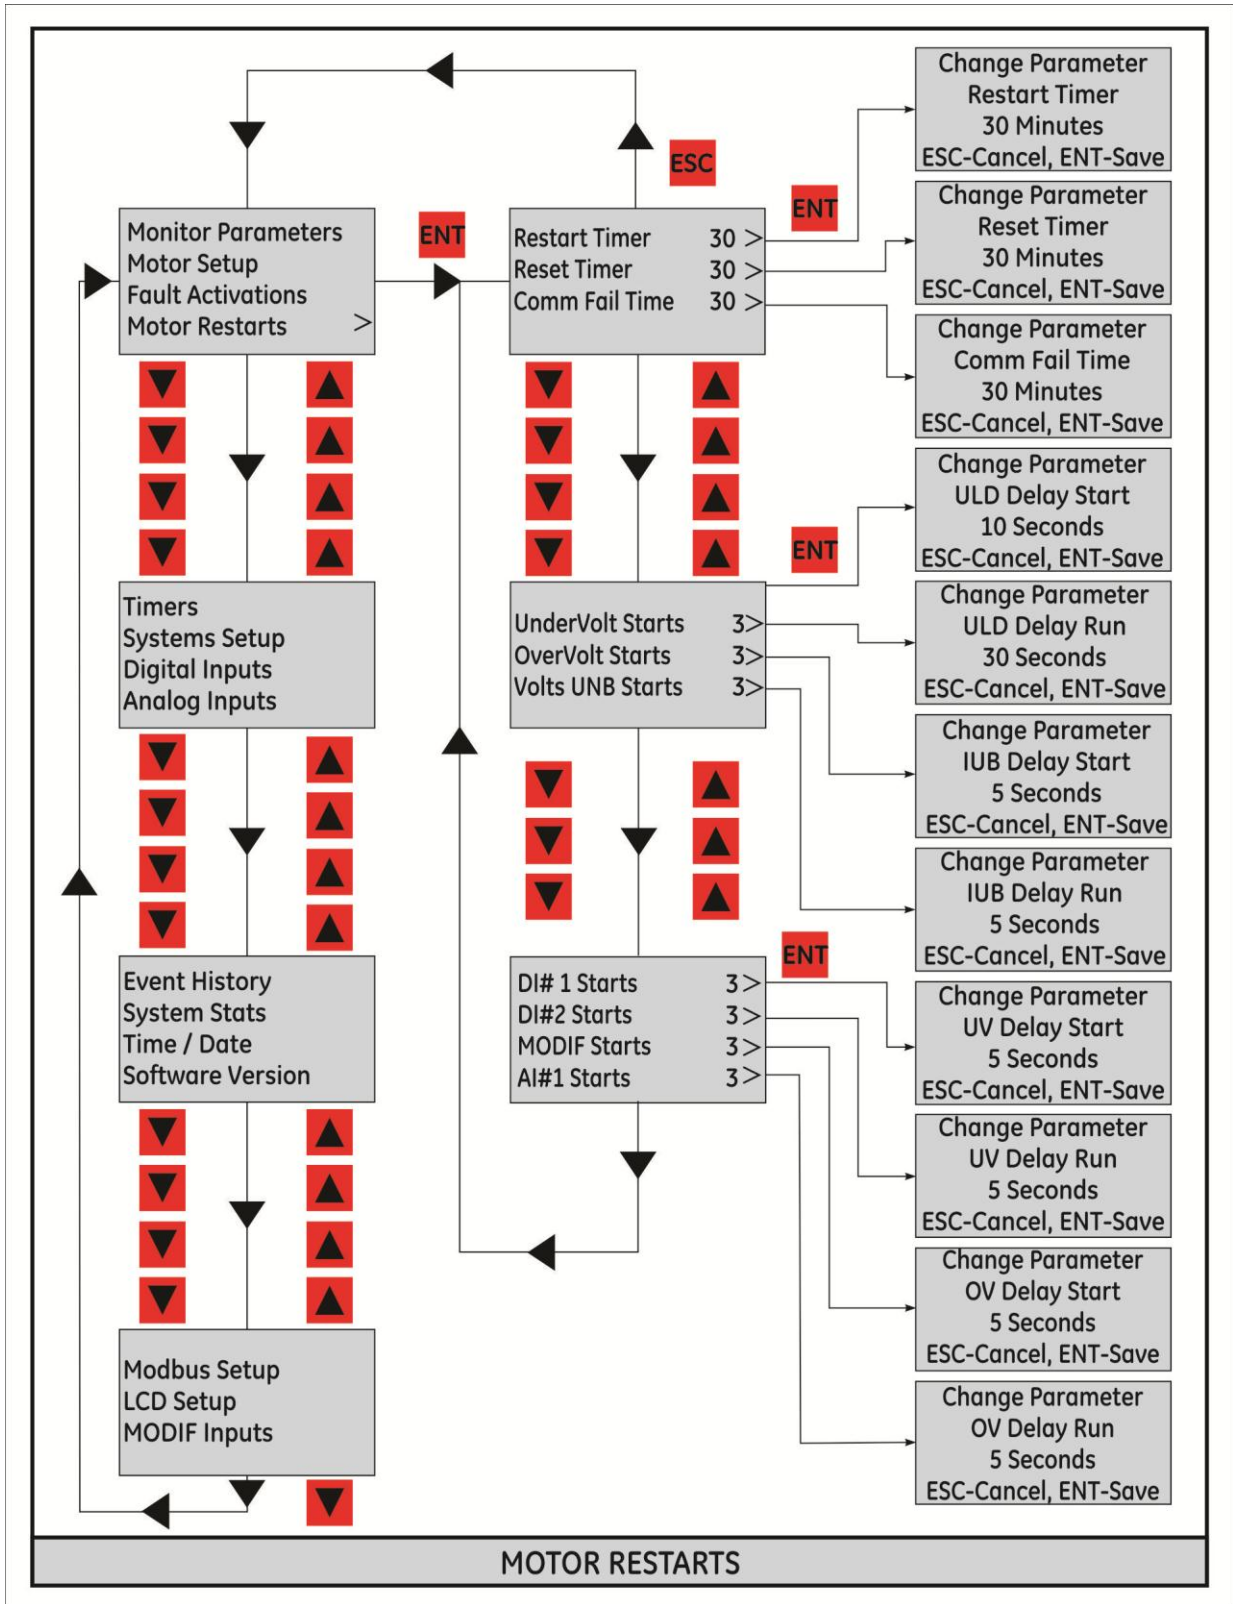 ESC
Monitor Parameters
Motor Setup
Fault Activations
Motor Restarts >
ENT
Restart Timer 30 >
Reset Timer 30 >
Comm Fail Time 30 >
ENT
Change Parameter
Restart Timer
30 Minutes
ESC-Cancel, ENT-Save
Change Parameter
Reset Timer
30 Minutes
ESC-Cancel, ENT-Save
Change Parameter
Comm Fail Time
30 Minutes
ESC-Cancel, ENT-Save
Timers
Systems Setup
Digital Inputs
Analog Inputs
UnderVolt Starts 3>
OverVolt Starts 3>
Volts UNB Starts 3>
ENT
Change Parameter
ULD Delay Start
10 Seconds
ESC-Cancel, ENT-Save
Change Parameter
ULD Delay Run
30 Seconds
ESC-Cancel, ENT-Save
Change Parameter
IUB Delay Start
5 Seconds
ESC-Cancel, ENT-Save
Change Parameter
IUB Delay Run
5 Seconds
ESC-Cancel, ENT-Save
Event History
System Stats
Time / Date
Software Version
DI# 1 Starts 3>
DI#2 Starts 3>
MODIF Starts 3>
AI#1 Starts 3>
ENT
Change Parameter
UV Delay Start
5 Seconds
ESC-Cancel, ENT-Save
Change Parameter
UV Delay Run
5 Seconds
ESC-Cancel, ENT-Save
Change Parameter
OV Delay Start
5 Seconds
ESC-Cancel, ENT-Save
Change Parameter
OV Delay Run
5 Seconds
ESC-Cancel, ENT-Save
Modbus Setup
LCD Setup
MODIF Inputs
MOTOR RESTARTS